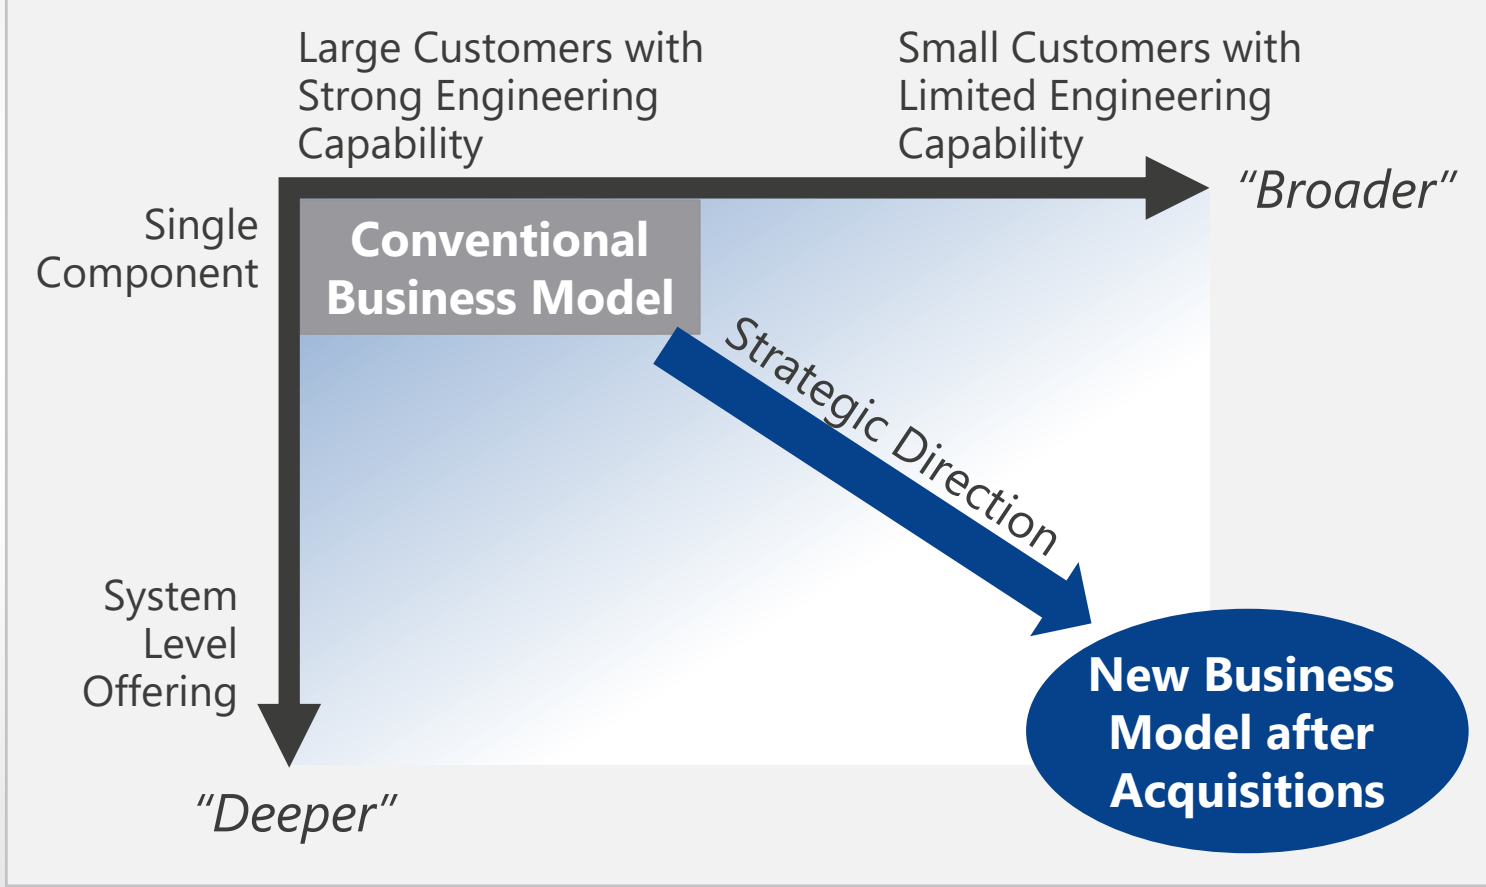 Large Customers with
Strong Engineering
Capability
Small Customers with
Limited Engineering
Capability
“Broader”
Single
Component
Conventional
Business Model
Strategic Direction
System
Level
Offering
New Business
Model after
Acquisitions
“Deeper”